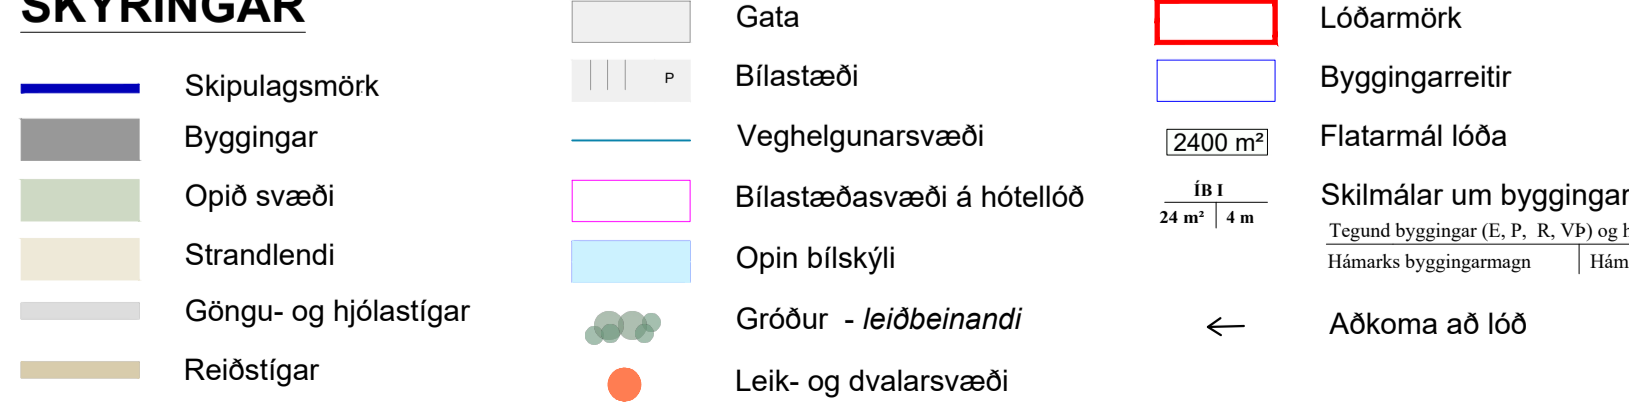 SKÝRINGAR
Skipulagsmörk
Byggingar
Opið svæði
Strandlendi
Göngu- og hjólastígar
Reiðstígar
Gata
P Bílastæði
Veghelgunarsvæði
Bílastæðasvæði á hótellóð
Opin bílskýli
Gróður - leiðbeinandi
Leik- og dvalarsvæði
Lóðarmörk
Byggingarreitir
2400 m² Flatarmál lóða
ÍB I
24 m² 4 m
Skilmálar um byggingar
Tegund byggingar (E, P, R, VÞ) og
Hámarks byggingarmagn
Aðkoma að lóð